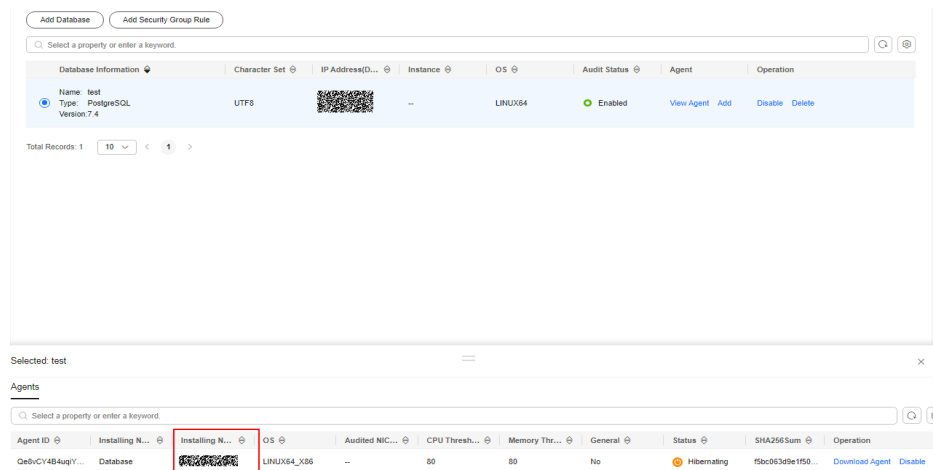 Add Database Add Security Group Rule
Select a property or enter a keyword.
Database Information Character Set IP Address(D... Instance OS Audit Status Agent Operation
Name: test
Type: PostgreSQL UTF8 -- LINUX64 Enabled View Agent Add Disable Delete
Version:7.4
Total Records: 1 10 < 1 >
Selected: test
Agents
Select a property or enter a keyword.
Agent ID Installing N... Installing N... OS Audited NIC... CPU Thresh... Memory Thr... General Status SHA256Sum Operation
Qe8vCY4B4uqiY... Database LINUX64_X86 -- 80 80 No Hibernating f5bc063d9e1f50... Download Agent Disable